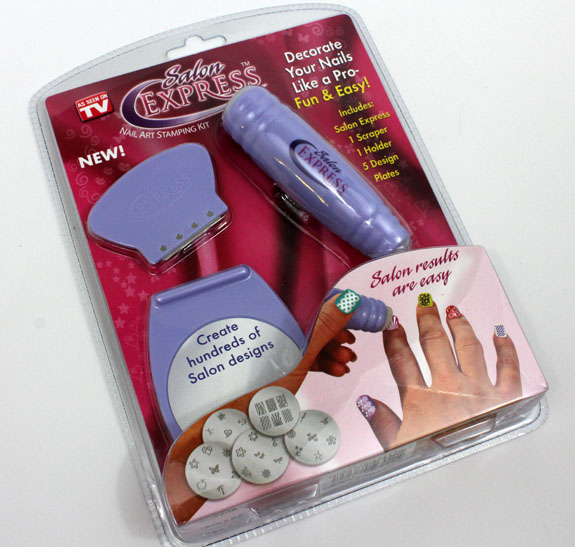 AS SEEN ON
TV
Salon
EXPRESS™
NAIL ART STAMPING KIT
Decorate
Your Nails
Like a Pro-
Fun & Easy!
Includes:
Salon Express
1 Scraper
1 Holder
5 Design
Plates
NEW!
Salon
EXPRESS
Salon
EXPRESS
Salon results
are easy
Create
hundreds of
Salon designs